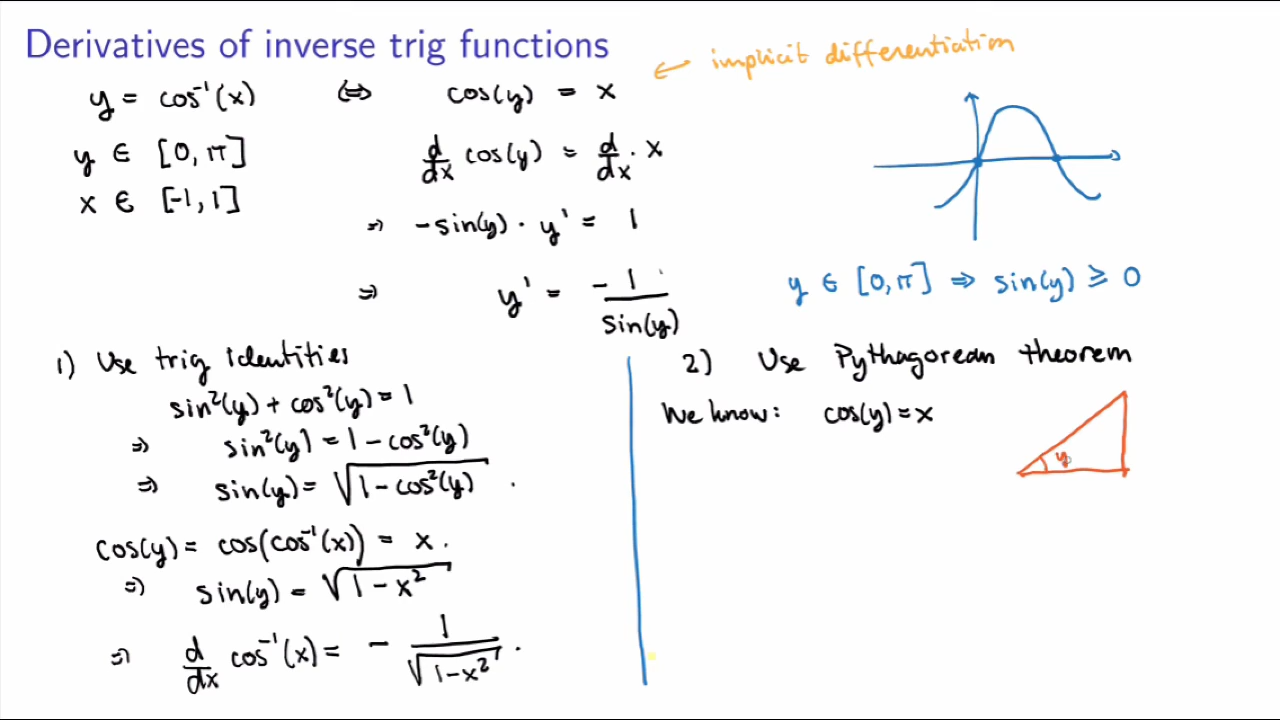 Derivatives of inverse trig functions
← implicit differentiation
y = cos⁻¹(x) ⇔ cos(y) = x
y ∈ [0, π]
x ∈ [-1, 1]
d/dx cos(y) = d/dx · x
⇒ -sin(y) · y' = 1
⇒ y' = -1/sin(y)
y ∈ [0, π] ⇒ sin(y) ≥ 0
1) Use trig identities
sin²(y) + cos²(y) = 1
⇒ sin²(y) = 1 - cos²(y)
⇒ sin(y) = √(1 - cos²(y)) .
cos(y) = cos(cos⁻¹(x)) = x .
⇒ sin(y) = √(1 - x²)
⇒ d/dx cos⁻¹(x) = - 1/√(1-x²) .
2) Use Pythagorean theorem
We know: cos(y) = x
y